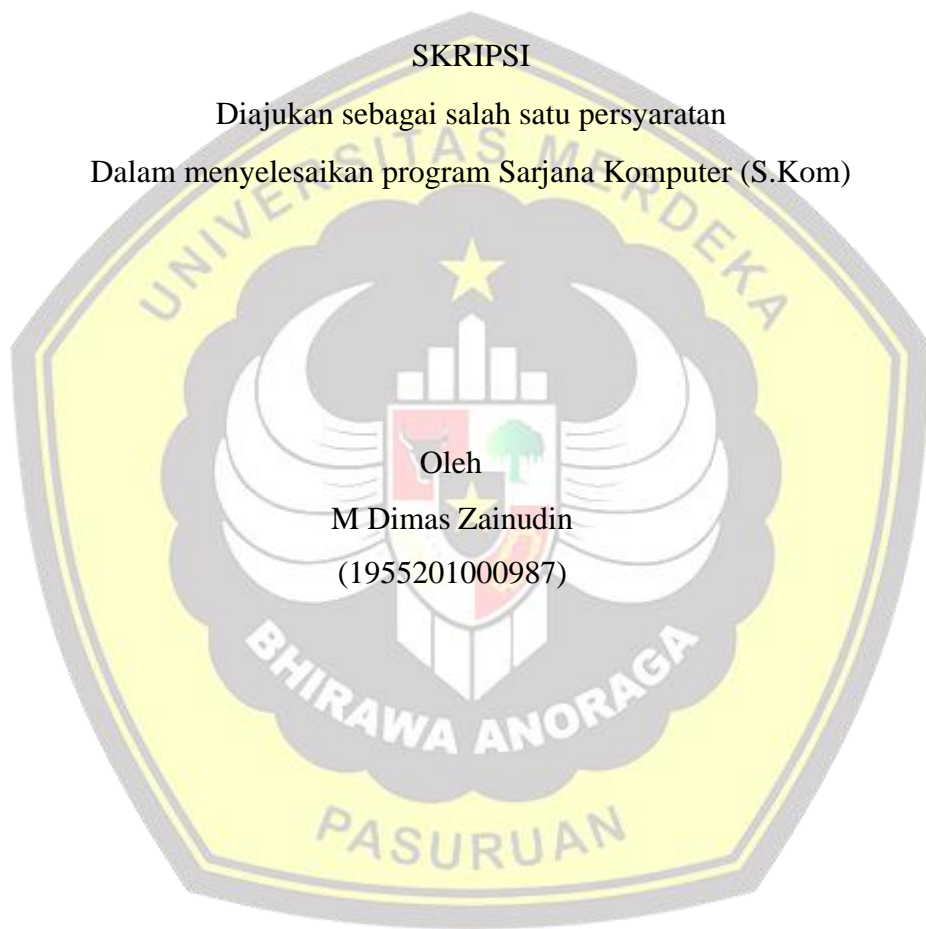 SKRIPSI
Diajukan sebagai salah satu persyaratan
Dalam menyelesaikan program Sarjana Komputer (S.Kom)
UNIVERSITAS MERDEKA
Oleh
M Dimas Zainudin
(1955201000987)
BHIRAWA ANORAGA
PASURUAN